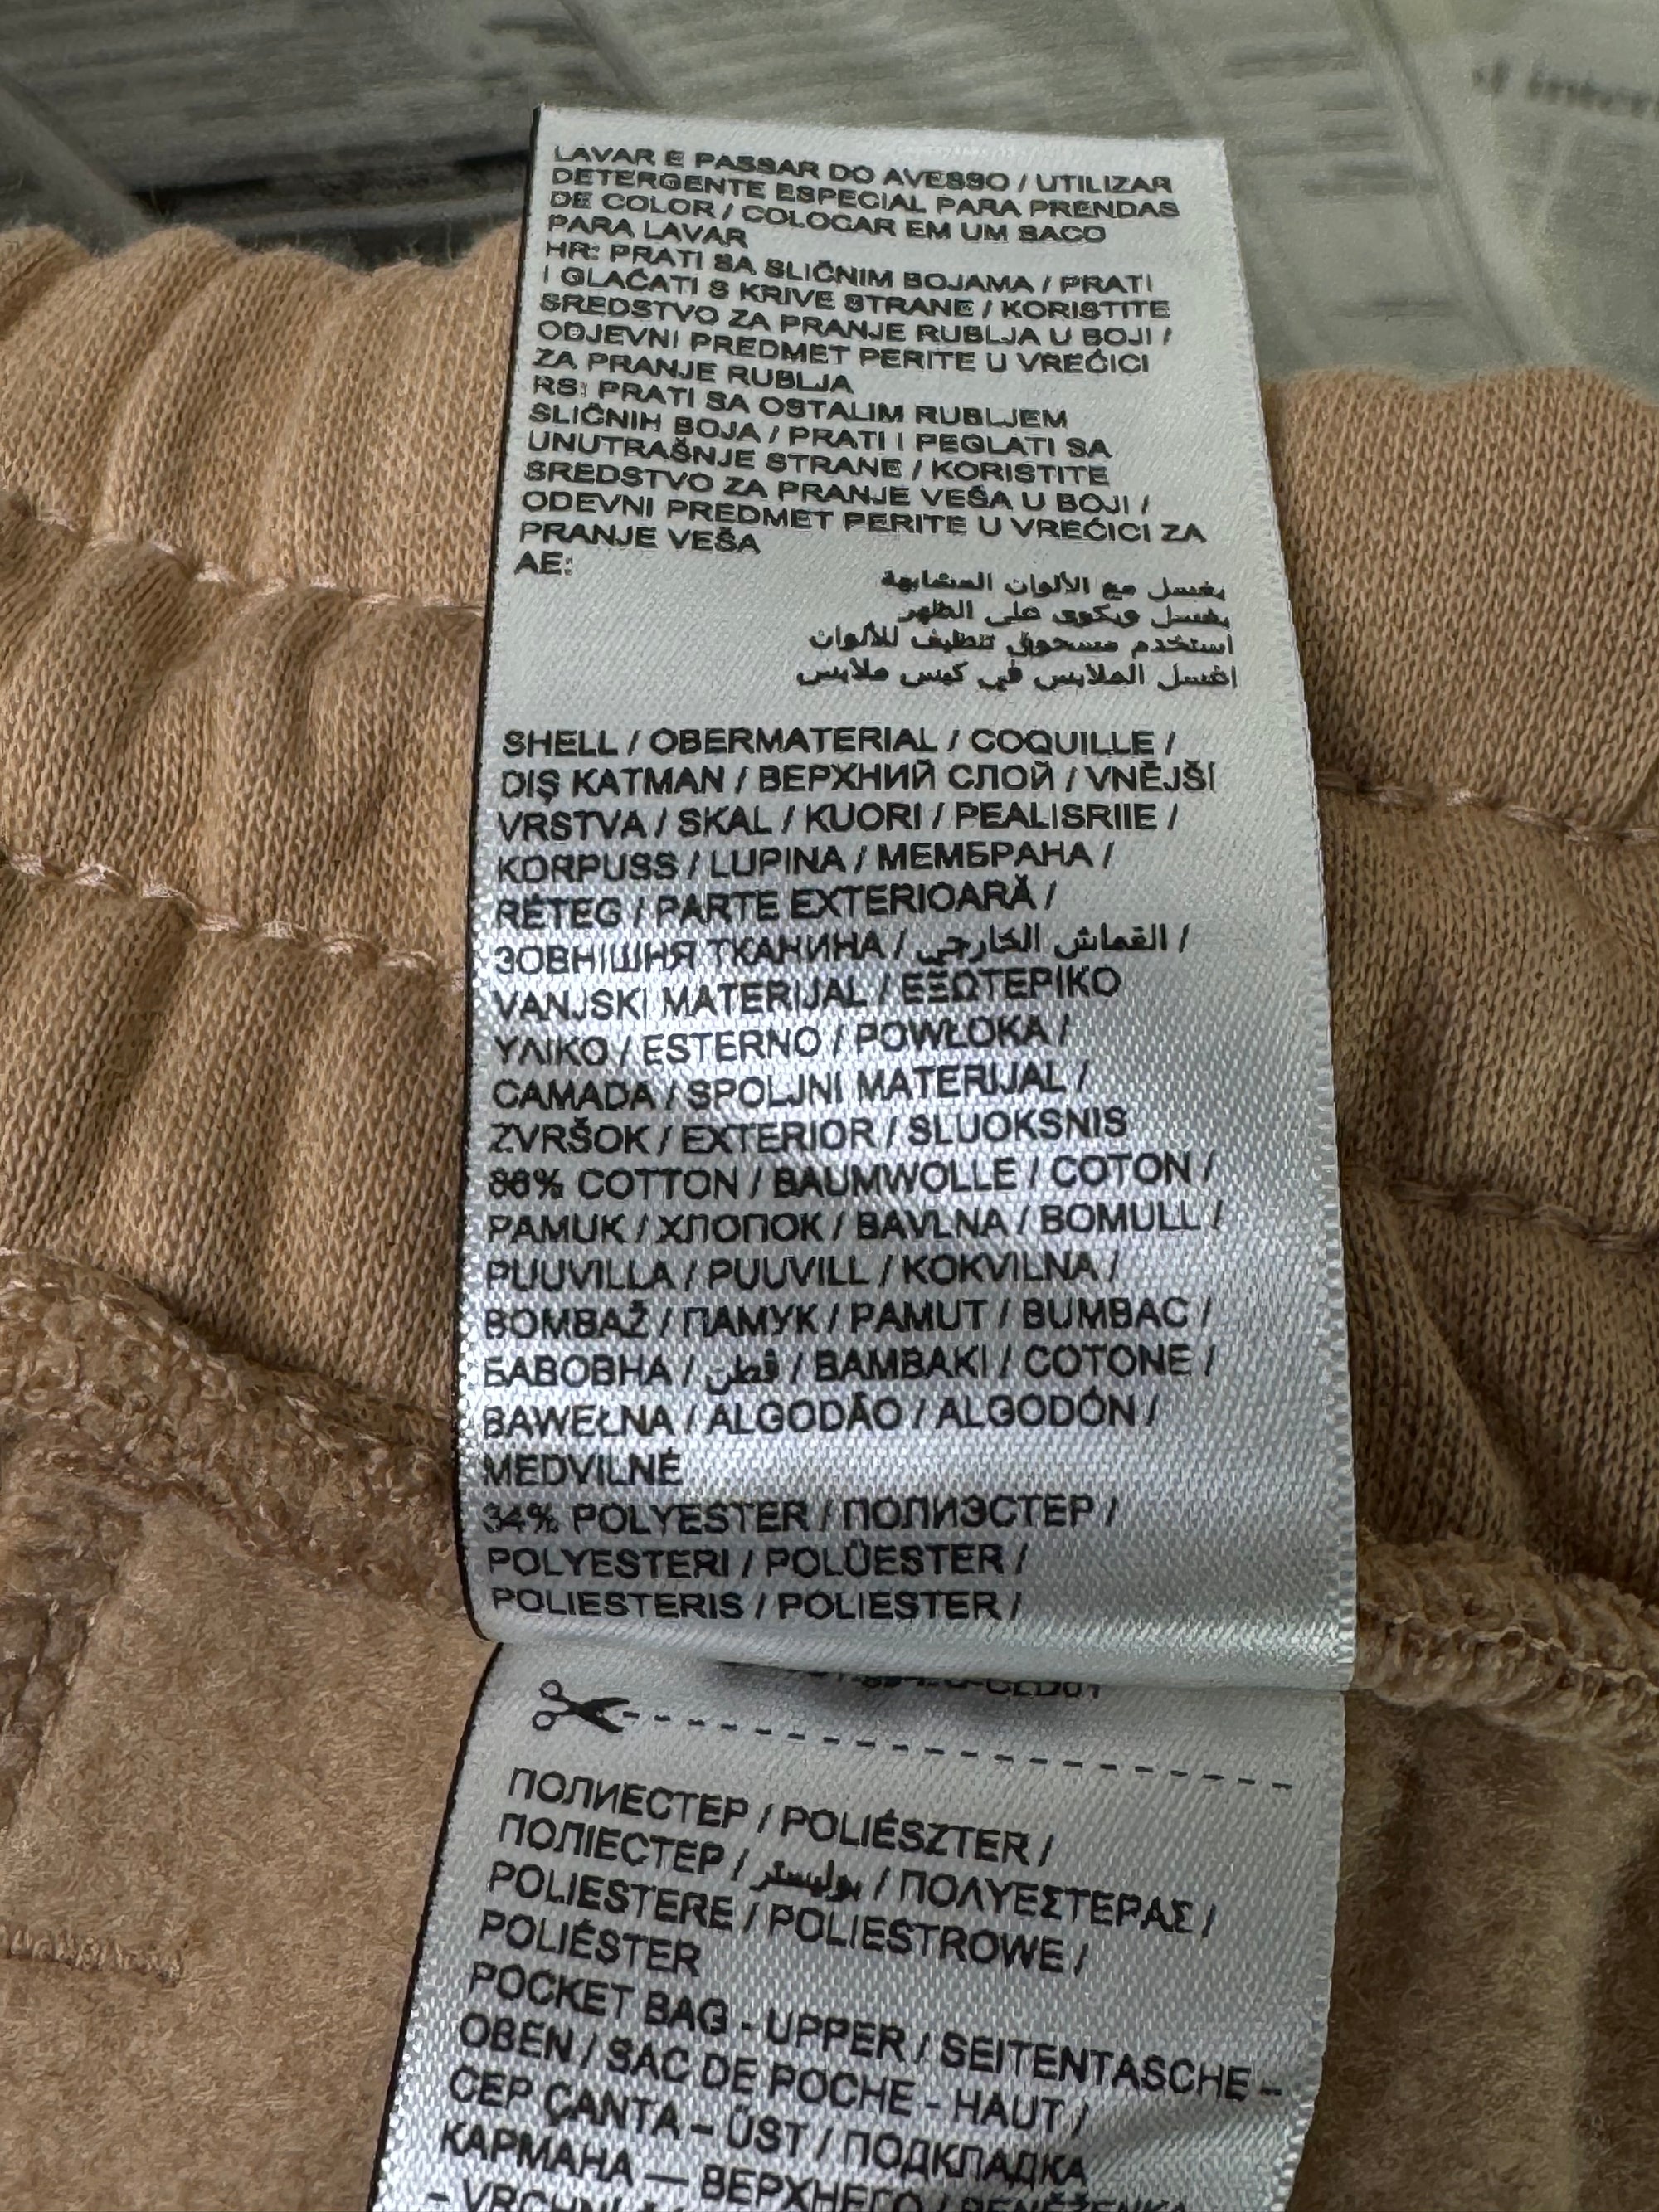 LAVAR E PASSAR DO AVESSO / UTILIZAR
DETERGENTE ESPECIAL PARA PRENDAS
DE COLOR / COLOCAR EM UM SACO
PARA LAVAR
HR: PRATI SA SLIČNIM BOJAMA / PRATI
I GLAČATI S KRIVE STRANE / KORISTITE
SREDSTVO ZA PRANJE RUBLJA U BOJI /
ODJEVNI PREDMET PERITE U VREĆICI
ZA PRANJE RUBLJA
RS: PRATI SA OSTALIM RUBLJEM
SLIČNIH BOJA / PRATI I PEGLATI SA
UNUTRAŠNJE STRANE / KORISTITE
SREDSTVO ZA PRANJE VEŠA U BOJI /
ODEVNI PREDMET PERITE U VREĆICI ZA
PRANJE VEŠA
AE:
يغسل مع الألوان المشابهة
يغسل ويكوى على الظهر
استخدم مسحوق تنظيف للألوان
اغسل الملابس في كيس ملابس
SHELL / OBERMATERIAL / COQUILLE /
DIŞ KATMAN / ВЕРХНИЙ СЛОЙ / VNĚJŠÍ
VRSTVA / SKAL / KUORI / PEALISRIIE /
KORPUSS / LUPINA / МЕМБРАНА /
RÉTEG / PARTE EXTERIOARĂ /
ЗОВНІШНЯ ТКАНИНА / القماش الخارجي /
VANJSKI MATERIJAL / ΕΞΩΤΕΡΙΚΟ
ΥΛΙΚΟ / ESTERNO / POWŁOKA /
CAMADA / SPOLJNI MATERIJAL /
ZVRŠOK / EXTERIOR / SLUOKSNIS
COTTON / BAUMWOLLE / COTON /
PAMUK / ХЛОПОК / BAVLNA / BOMULL /
PUUVILLA / PUUVILL / KOKVILNA /
BOMBAŽ / ПАМУК / PAMUT / BUMBAC /
БАВОВНА / قطن / ΒΑΜΒΑΚΙ / COTONE /
BAWEŁNA / ALGODÃO / ALGODÓN /
MEDVILNĖ
34% POLYESTER / ПОЛИЭСТЕР /
POLYESTERI / POLÜESTER /
POLIESTERIS / POLIESTER /
ПОЛИЕСТЕР / POLIÉSZTER /
ПОЛІЕСТЕР / بوليستر / ΠΟΛΥΕΣΤΕΡΑΣ /
POLIESTERE / POLIESTROWE /
POLIÉSTER
POCKET BAG - UPPER / SEITENTASCHE -
OBEN / SAC DE POCHE - HAUT /
CEP ÇANTA – ÜST / ПОДКЛАДКА
КАРМАНА — ВЕРХНЕГО /